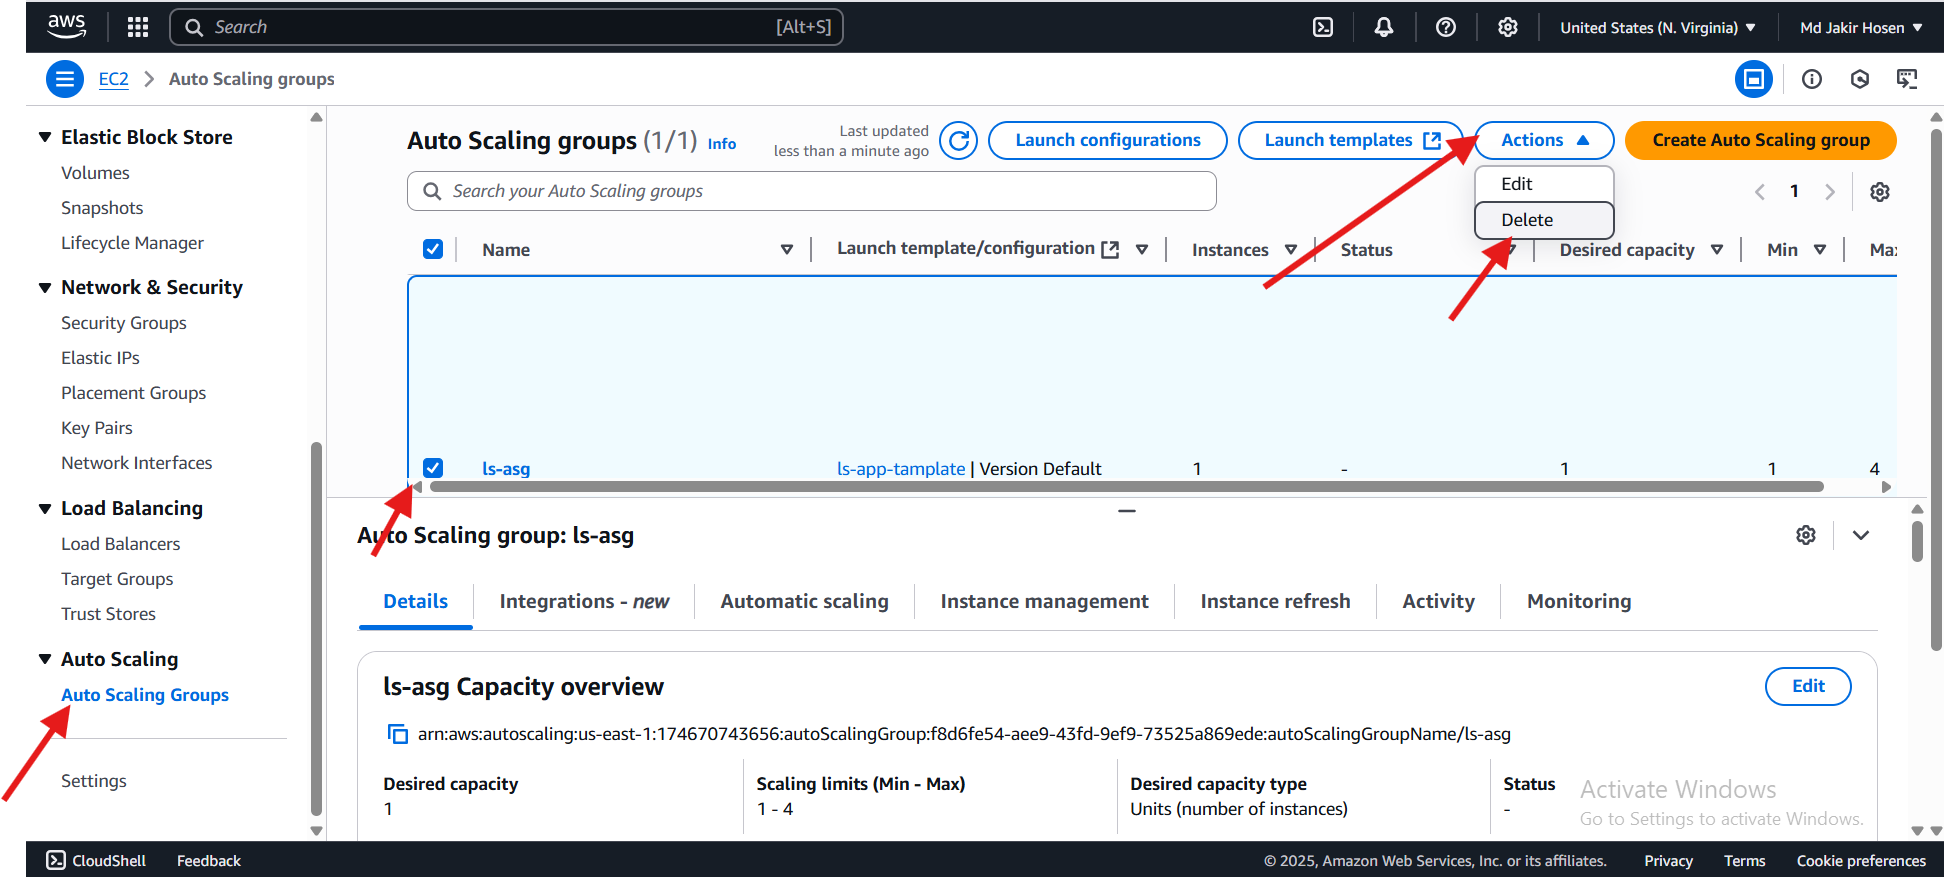 aws
Search [Alt+S]
United States (N. Virginia) Md Jakir Hosen
EC2 Auto Scaling groups
Elastic Block Store
Volumes
Snapshots
Lifecycle Manager
Network & Security
Security Groups
Elastic IPs
Placement Groups
Key Pairs
Network Interfaces
Load Balancing
Load Balancers
Target Groups
Trust Stores
Auto Scaling
Auto Scaling Groups
Settings
Auto Scaling groups (1/1) Info
Last updated
less than a minute ago
Launch configurations
Launch templates
Actions
Create Auto Scaling group
Edit
Delete
Search your Auto Scaling groups
1
Name Launch template/configuration Instances Status Desired capacity Min Max
ls-asg ls-app-tamplate | Version Default 1 - 1 1 4
Auto Scaling group: ls-asg
Details Integrations - new Automatic scaling Instance management Instance refresh Activity Monitoring
ls-asg Capacity overview
Edit
arn:aws:autoscaling:us-east-1:174670743656:autoScalingGroup:f8d6fe54-aee9-43fd-9ef9-73525a869ede:autoScalingGroupName/ls-asg
Desired capacity Scaling limits (Min - Max) Desired capacity type Status
1 1 - 4 Units (number of instances) -
Activate Windows
Go to Settings to activate Windows.
CloudShell Feedback © 2025, Amazon Web Services, Inc. or its affiliates. Privacy Terms Cookie preferences